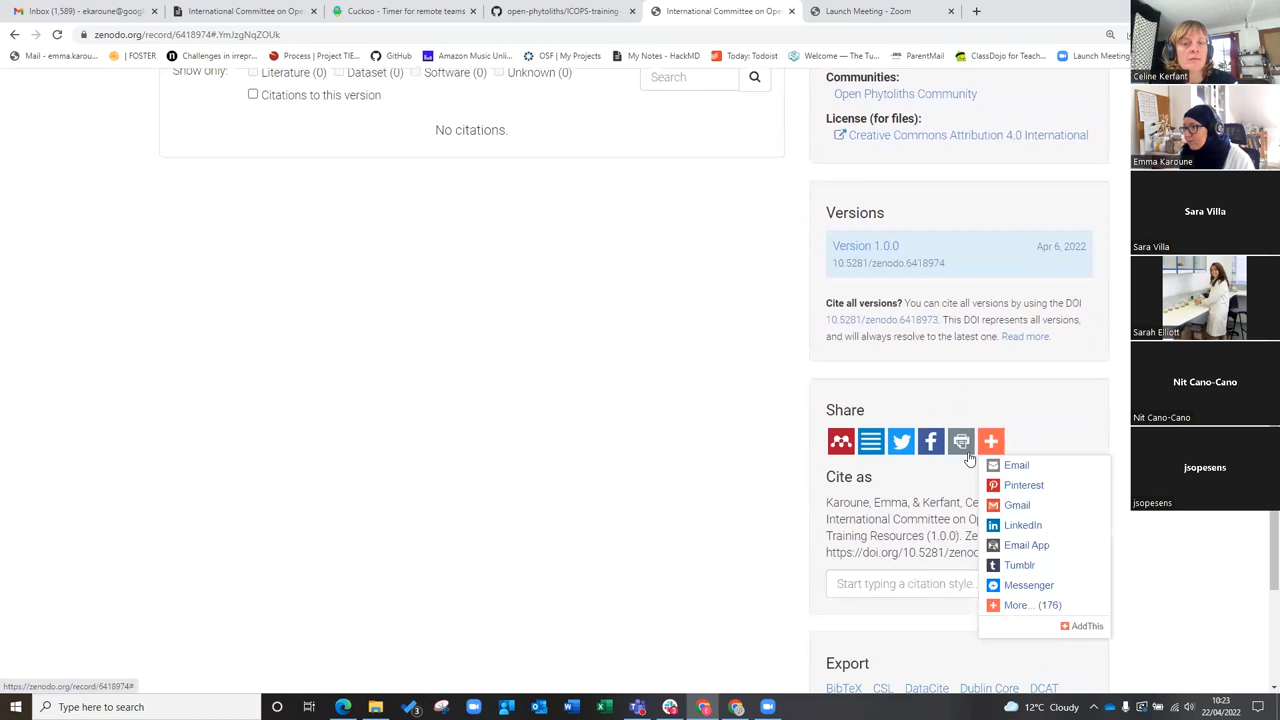 Inbox (1,589) - emkaroune@googl
International Committee on Ope
Cuckoo - Timer for remote teams
open-phytoliths/ICOPS-training-
International Committee on Ope
Launch Meeting - Zoom
zenodo.org/record/6418974#.YmJzgNqZOUk
Mail - emma.karou...
| FOSTER
Challenges in irrepr...
Process | Project TIE...
GitHub
Amazon Music Unli...
OSF | My Projects
My Notes - HackMD
Today: Todoist
Welcome — The Tu...
ParentMail
ClassDojo for Teach...
Launch Meeting
Show only:
Literature (0)
Dataset (0)
Software (0)
Unknown (0)
Search
Citations to this version
No citations.
Communities:
Open Phytoliths Community
License (for files):
Creative Commons Attribution 4.0 International
Versions
Version 1.0.0
Apr 6, 2022
10.5281/zenodo.6418974
Cite all versions? You can cite all versions by using the DOI
10.5281/zenodo.6418973. This DOI represents all versions,
and will always resolve to the latest one. Read more.
Share
Email
Pinterest
Gmail
LinkedIn
Email App
Tumblr
Messenger
More... (176)
AddThis
Cite as
Karoune, Emma, & Kerfant, Ce
International Committee on Op
Training Resources (1.0.0). Ze
https://doi.org/10.5281/zenod
Start typing a citation style...
Export
BibTeX
CSL
DataCite
Dublin Core
DCAT
Celine Kerfant
Emma Karoune
Sara Villa
Sara Villa
Sarah Elliott
Nit Cano-Cano
Nit Cano-Cano
jsopesens
jsopesens
https://zenodo.org/record/6418974#
Type here to search
12°C Cloudy
10:23
22/04/2022